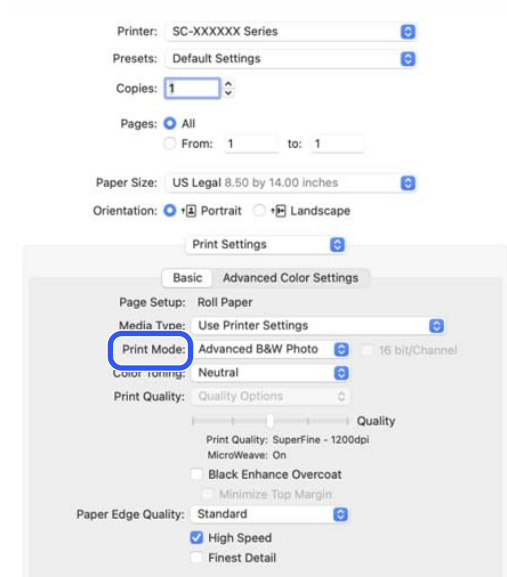 Printer: SC-XXXXXX Series
Presets: Default Settings
Copies: 1
Pages: All
From: 1 to: 1
Paper Size: US Legal 8.50 by 14.00 inches
Orientation: Portrait Landscape
Print Settings
Basic Advanced Color Settings
Page Setup: Roll Paper
Media Type: Use Printer Settings
Print Mode: Advanced B&W Photo 16 bit/Channel
Color Toning: Neutral
Print Quality: Quality Options
Quality
Print Quality: SuperFine - 1200dpi
MicroWeave: On
Black Enhance Overcoat
Minimize Top Margin
Paper Edge Quality: Standard
High Speed
Finest Detail